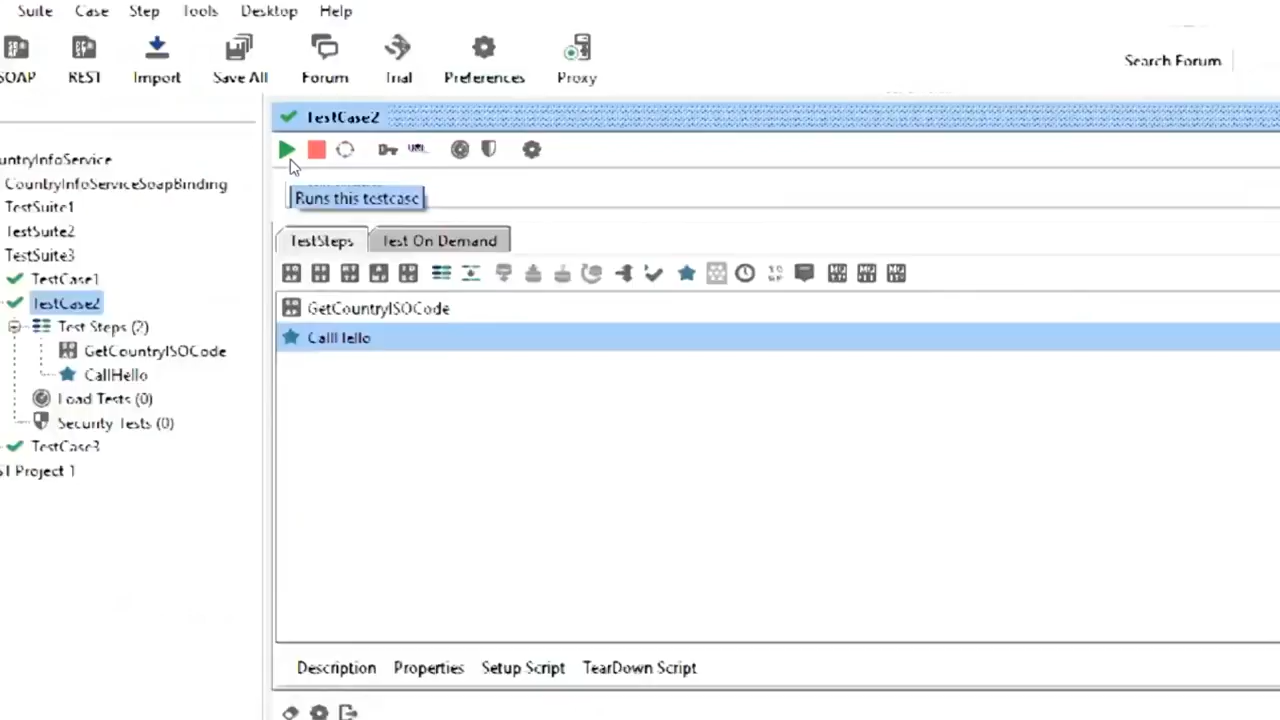 Suite Case Step Tools Desktop Help
SOAP REST Import Save All Forum Trial Preferences Proxy
Search Forum
TestCase2
Runs this testcase
TestSteps Test On Demand
GetCountryISOCode
CallHello
Description Properties Setup Script TearDown Script
untryInfoService
CountryInfoServiceSoapBinding
TestSuite1
TestSuite2
TestSuite3
TestCase1
TestCase2
Test Steps (2)
GetCountryISOCode
CallHello
Load Tests (0)
Security Tests (0)
TestCase3
ST Project 1